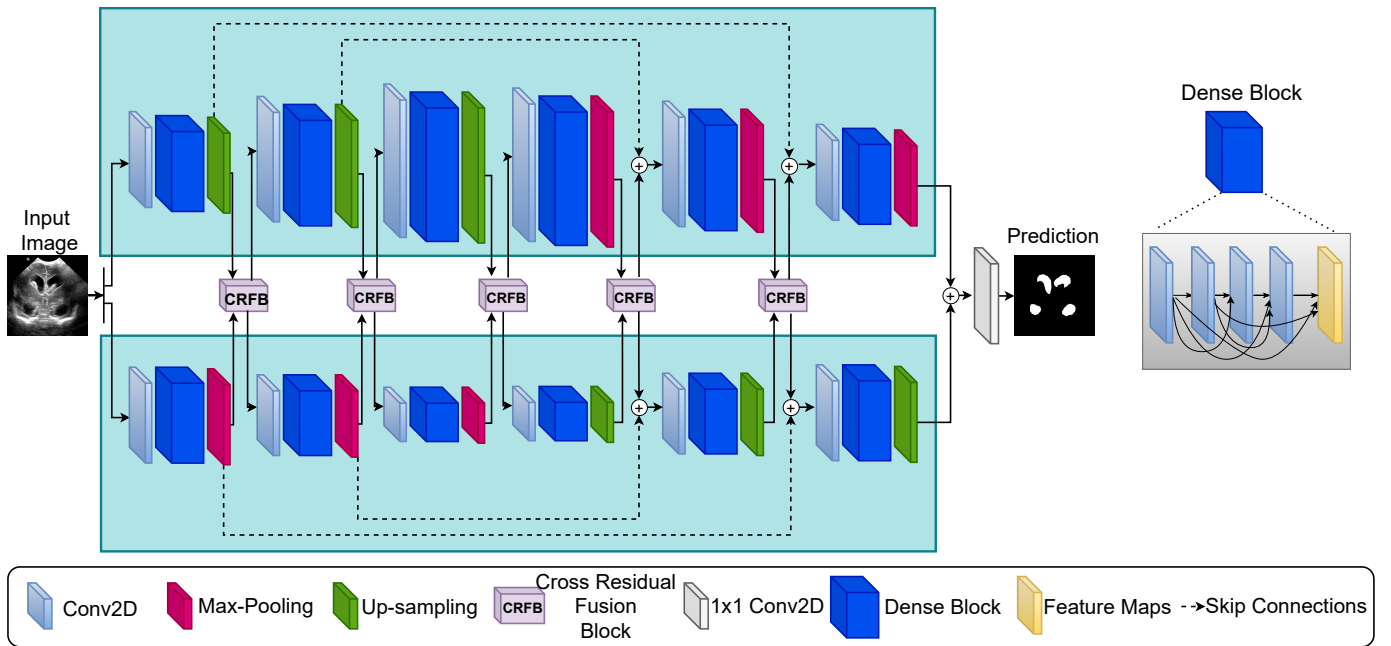 Dense Block
Input
Image
Prediction
CRFB
CRFB
CRFB
CRFB
CRFB
Conv2D
Max-Pooling
Up-sampling
CRFB
Cross Residual
Fusion
Block
1x1 Conv2D
Dense Block
Feature Maps
Skip Connections